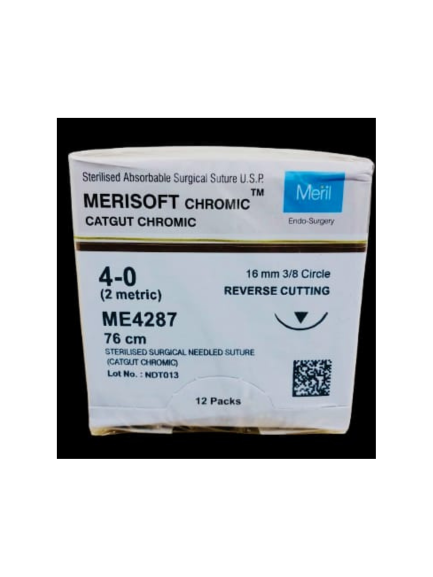 Sterilised Absorbable Surgical Suture U.S.P.
MERISOFT CHROMIC™
CATGUT CHROMIC
Meril
Endo-Surgery
4-0
(2 metric)
16 mm 3/8 Circle
REVERSE CUTTING
ME4287
76 cm
STERILISED SURGICAL NEEDLED SUTURE
(CATGUT CHROMIC)
Lot No. : NDT013
12 Packs